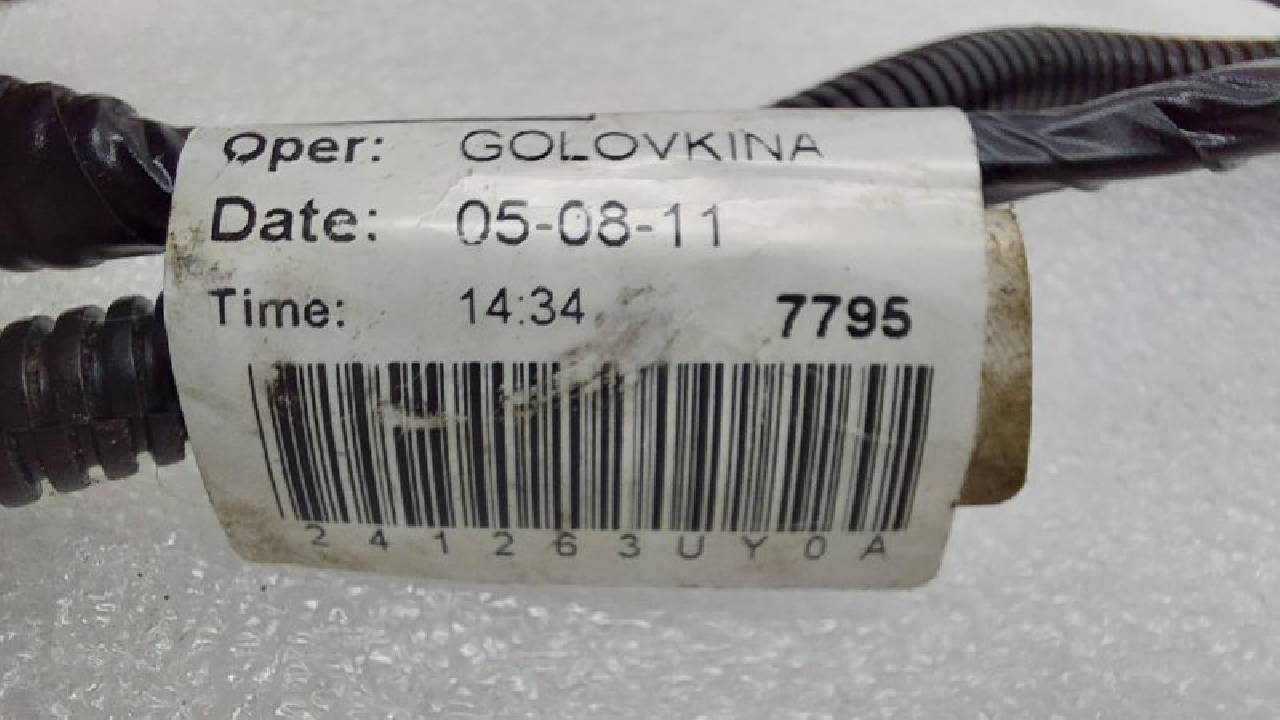 Oper: GOLOVKINA
Date: 05-08-11
Time: 14:34 7795
241263UY0A